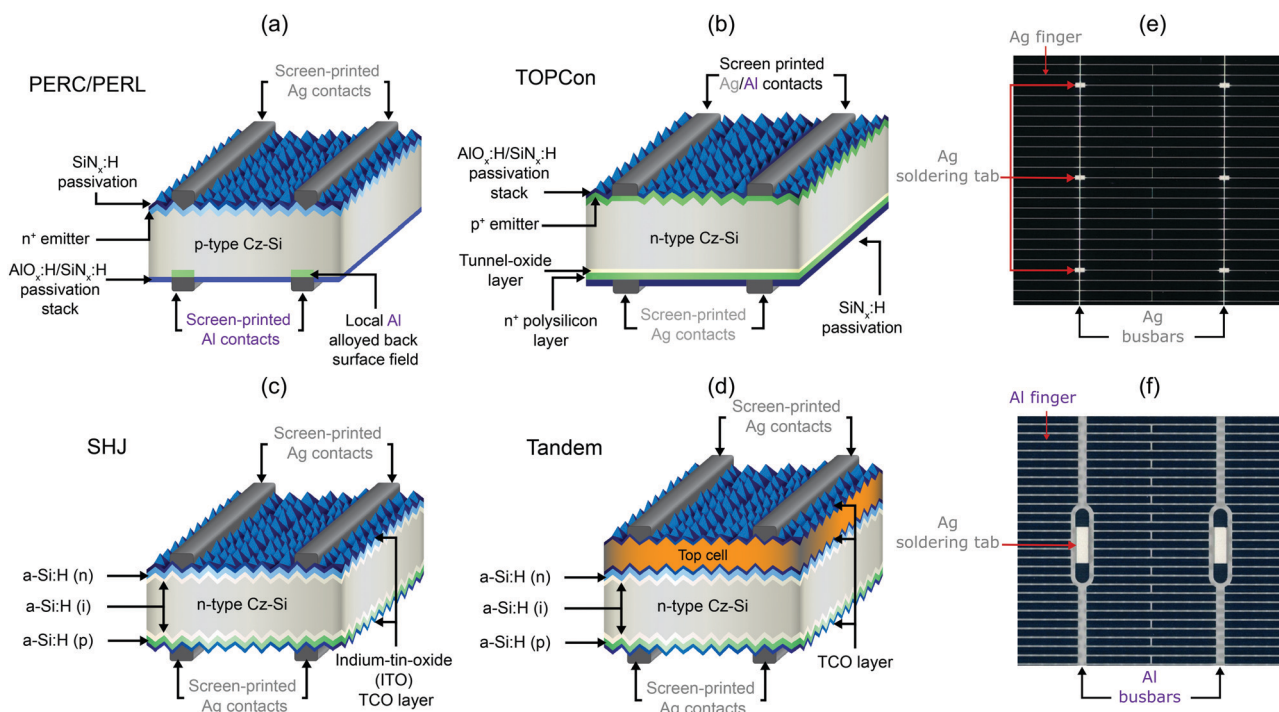 (a)
PERC/PERL
Screen-printed
Ag contacts
SiNₓ:H
passivation
n⁺ emitter
p-type Cz-Si
AlOₓ:H/SiNₓ:H
passivation
stack
Screen-printed
Al contacts
Local Al
alloyed back
surface field
(b)
TOPCon
Screen printed
Ag/Al contacts
AlOₓ:H/SiNₓ:H
passivation
stack
p⁺ emitter
n-type Cz-Si
Tunnel-oxide
layer
n⁺ polysilicon
layer
Screen-printed
Ag contacts
SiNₓ:H
passivation
(e)
Ag finger
Ag
soldering tab
Ag
busbars
(c)
SHJ
Screen-printed
Ag contacts
a-Si:H (n)
a-Si:H (i)
a-Si:H (p)
n-type Cz-Si
Screen-printed
Ag contacts
Indium-tin-oxide
(ITO)
TCO layer
(d)
Tandem
Screen-printed
Ag contacts
Top cell
a-Si:H (n)
a-Si:H (i)
a-Si:H (p)
n-type Cz-Si
Screen-printed
Ag contacts
TCO layer
(f)
Al finger
Ag
soldering tab
Al
busbars